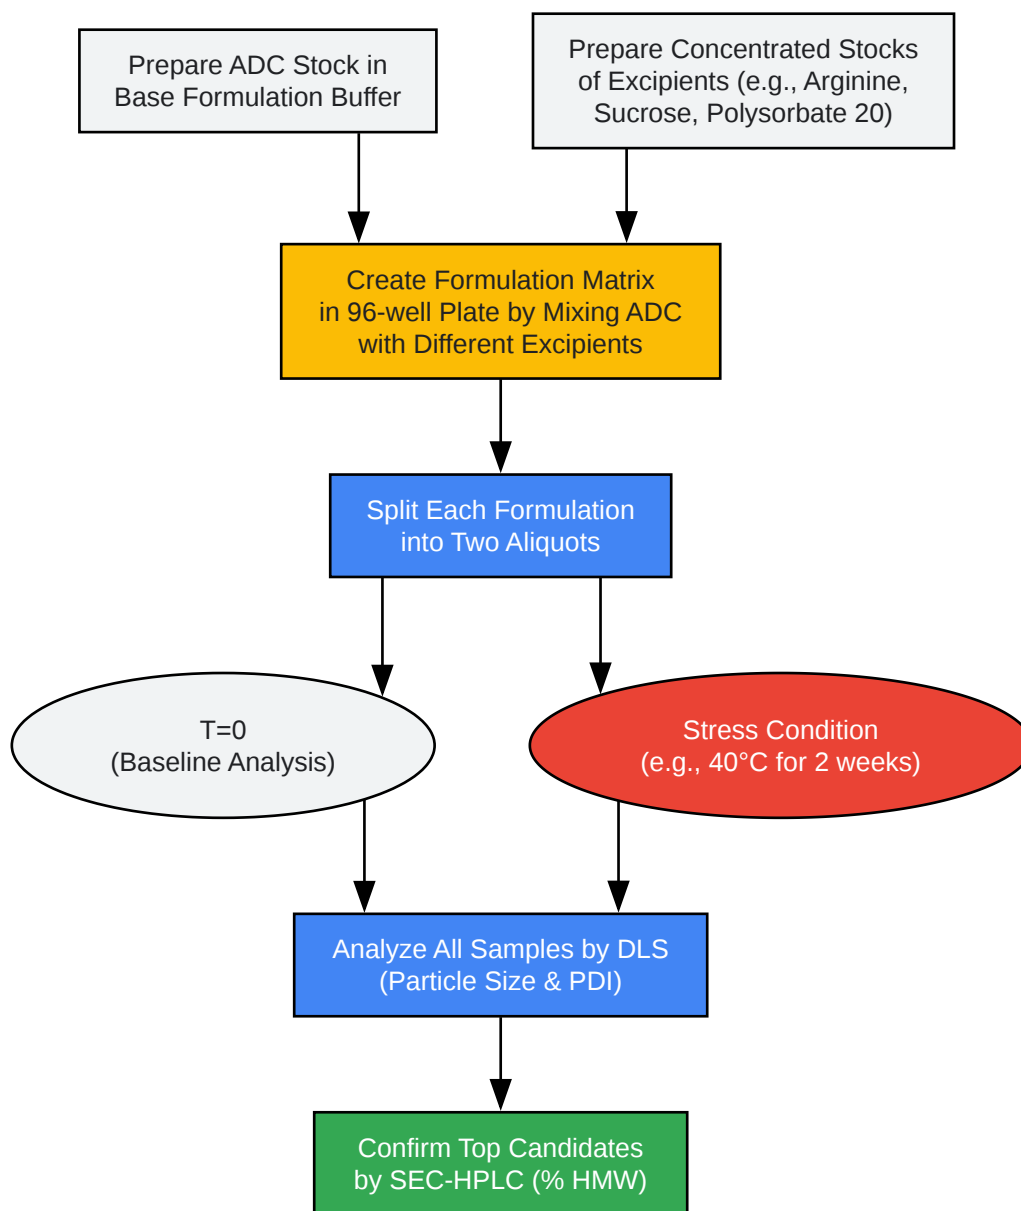 Prepare ADC Stock in
Base Formulation Buffer
Prepare Concentrated Stocks
of Excipients (e.g., Arginine,
Sucrose, Polysorbate 20)
Create Formulation Matrix
in 96-well Plate by Mixing ADC
with Different Excipients
Split Each Formulation
into Two Aliquots
T=0
(Baseline Analysis)
Stress Condition
(e.g., 40°C for 2 weeks)
Analyze All Samples by DLS
(Particle Size & PDI)
Confirm Top Candidates
by SEC-HPLC (% HMW)